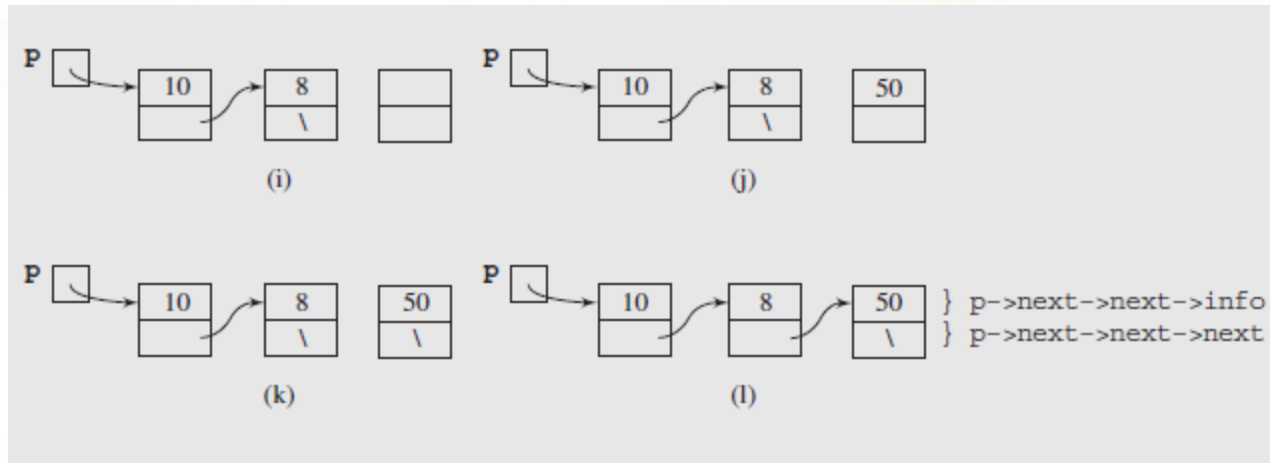 p 10 8 p 10 8 50
\ \
(i) (j)
p 10 8 50 p 10 8 50 } p->next->next->info
\ \ \ } p->next->next->next
(k) (l)